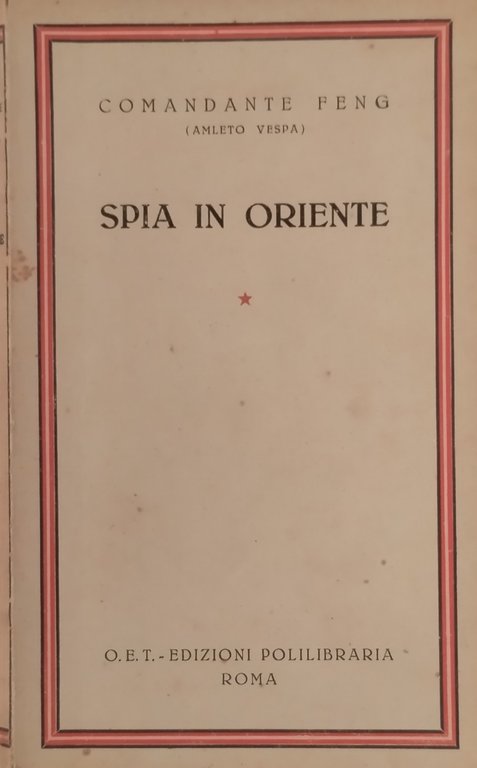 COMANDANTE FENG
(AMLETO VESPA)
SPIA IN ORIENTE
O.E.T.-EDIZIONI POLILIBRARIA
ROMA